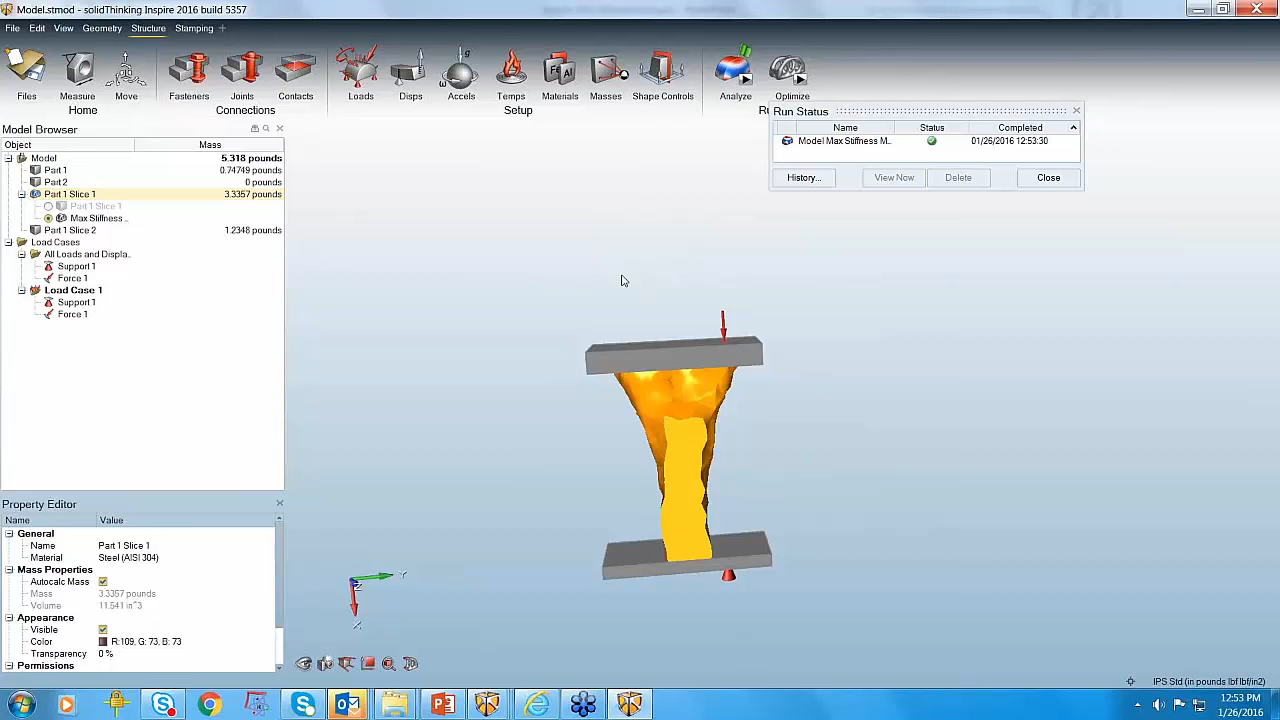 Model.stmod - solidThinking Inspire 2016 build 5357
File Edit View Geometry Structure Stamping +
Files Measure Move Fasteners Joints Contacts Loads Disps Accels Temps Materials Masses Shape Controls Analyze Optimize
Home Connections Setup
Run Status
Name Status Completed
Model Max Stiffness M.. 01/26/2016 12:53:30
History... View Now Delete Close
Model Browser
Object Mass
Model 5.318 pounds
Part 1 0.74749 pounds
Part 2 0 pounds
Part 1 Slice 1 3.3357 pounds
Part 1 Slice 1
Max Stiffness ..
Part 1 Slice 2 1.2348 pounds
Load Cases
All Loads and Displa..
Support 1
Force 1
Load Case 1
Support 1
Force 1
Property Editor
Name Value
General
Name Part 1 Slice 1
Material Steel (AISI 304)
Mass Properties
Autocalc Mass
Mass 3.3357 pounds
Volume 11.541 in^3
Appearance
Visible
Color R:109, G: 73, B: 73
Transparency 0 %
Permissions
Y
Z
X
IPS Std (in pounds lbf lbf/in2)
12:53 PM
1/26/2016